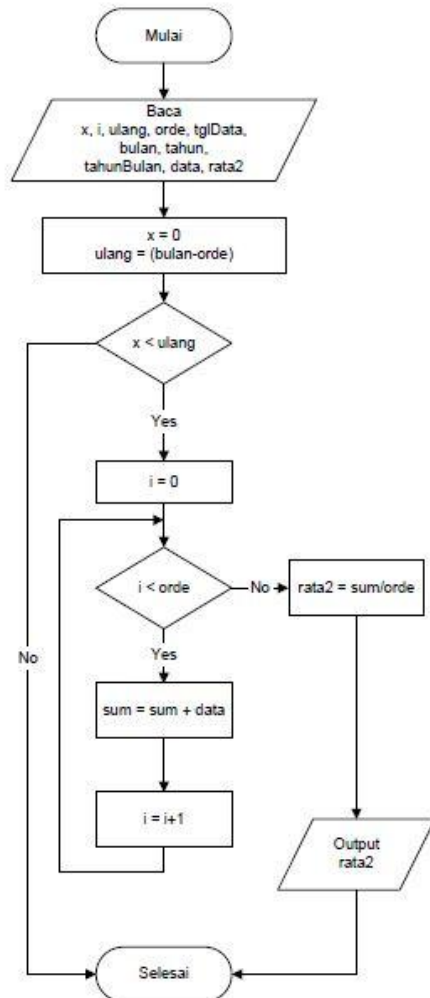 Mulai
Baca
x, i, ulang, orde, tglData,
bulan, tahun,
tahunBulan, data, rata2
x = 0
ulang = (bulan-orde)
x < ulang
Yes
i = 0
i < orde
No
rata2 = sum/orde
No
Yes
sum = sum + data
i = i+1
Output
rata2
Selesai